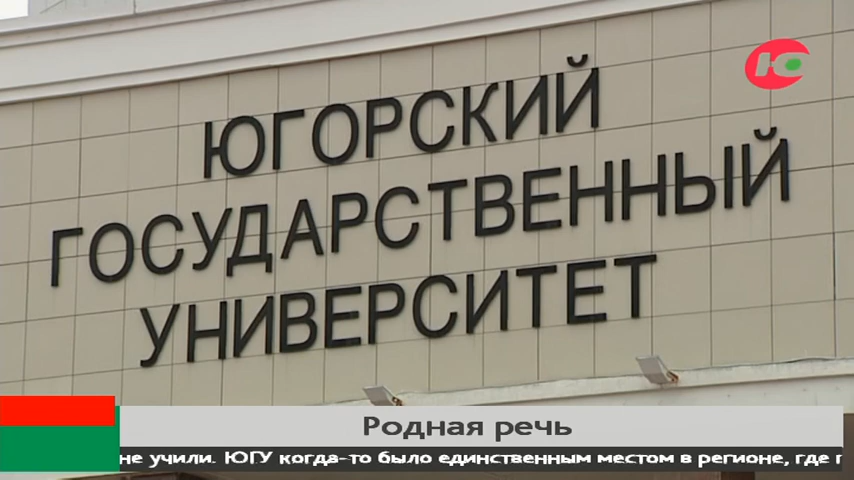 Ю
ЮГОРСКИЙ
ГОСУДАРСТВЕННЫЙ
УНИВЕРСИТЕТ
Родная речь
не учили. ЮГУ когда-то было единственным местом в регионе, где